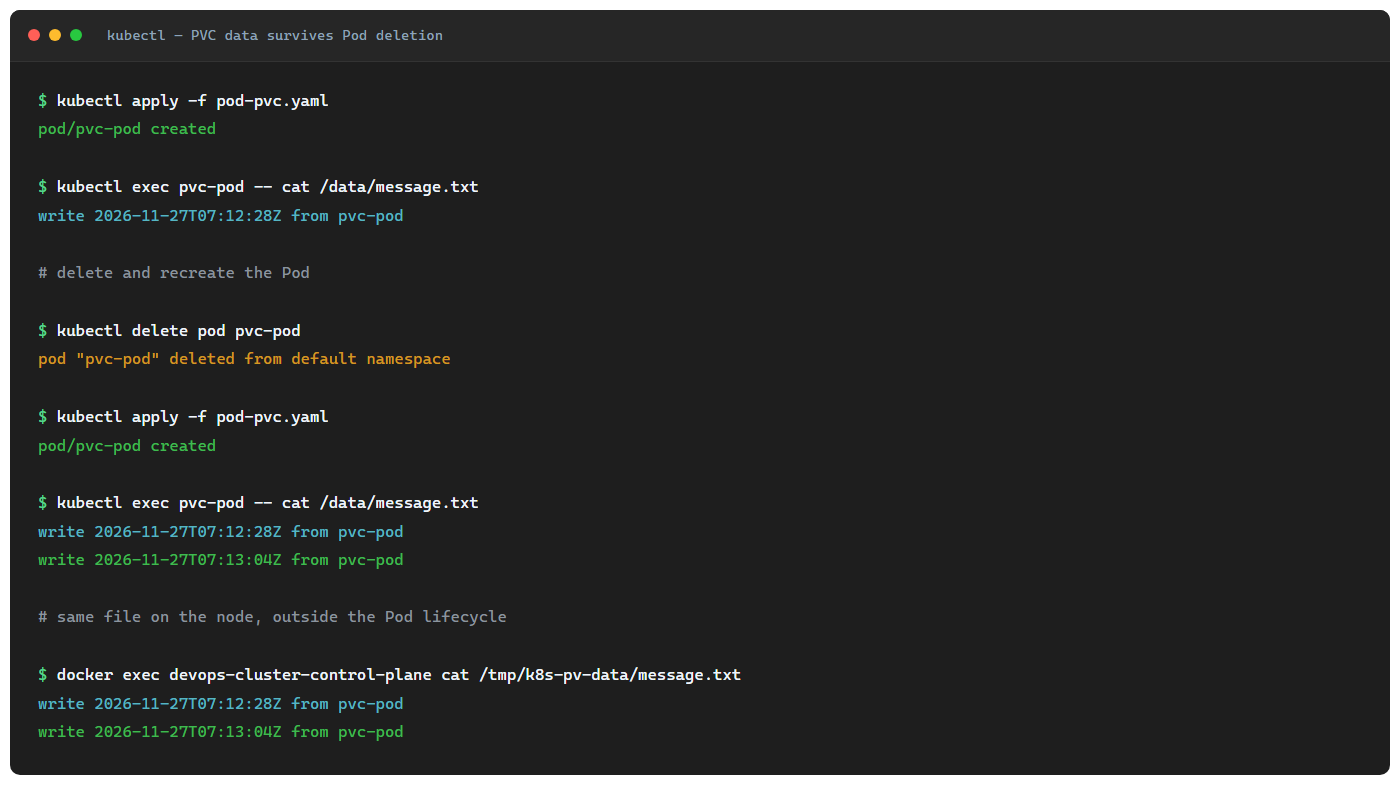 kubectl — PVC data survives Pod deletion
$ kubectl apply -f pod-pvc.yaml
pod/pvc-pod created
$ kubectl exec pvc-pod -- cat /data/message.txt
write 2026-11-27T07:12:28Z from pvc-pod
# delete and recreate the Pod
$ kubectl delete pod pvc-pod
pod "pvc-pod" deleted from default namespace
$ kubectl apply -f pod-pvc.yaml
pod/pvc-pod created
$ kubectl exec pvc-pod -- cat /data/message.txt
write 2026-11-27T07:12:28Z from pvc-pod
write 2026-11-27T07:13:04Z from pvc-pod
# same file on the node, outside the Pod lifecycle
$ docker exec devops-cluster-control-plane cat /tmp/k8s-pv-data/message.txt
write 2026-11-27T07:12:28Z from pvc-pod
write 2026-11-27T07:13:04Z from pvc-pod